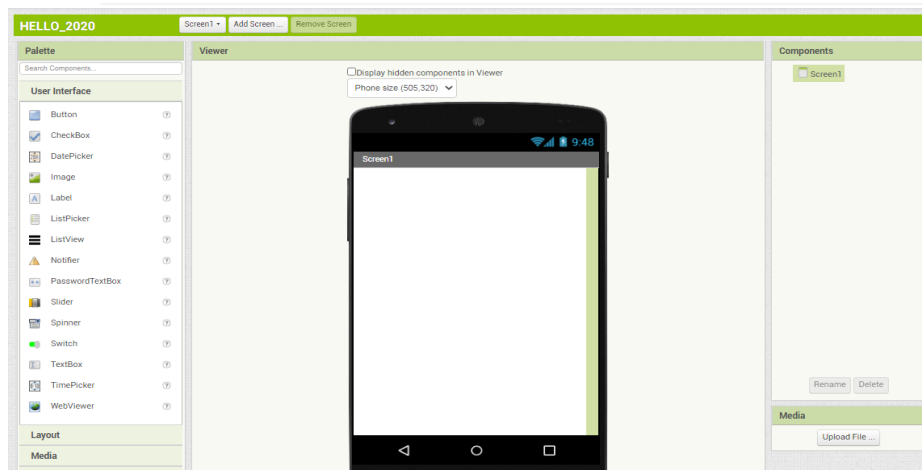 HELLO_2020
Screen1 Add Screen ... Remove Screen
Palette
Search Components...
User Interface
Button
CheckBox
DatePicker
Image
Label
ListPicker
ListView
Notifier
PasswordTextBox
Slider
Spinner
Switch
TextBox
TimePicker
WebViewer
Layout
Media
Viewer
Display hidden components in Viewer
Phone size (505,320)
9:48
Screen1
Components
Screen1
Rename Delete
Media
Upload File ...